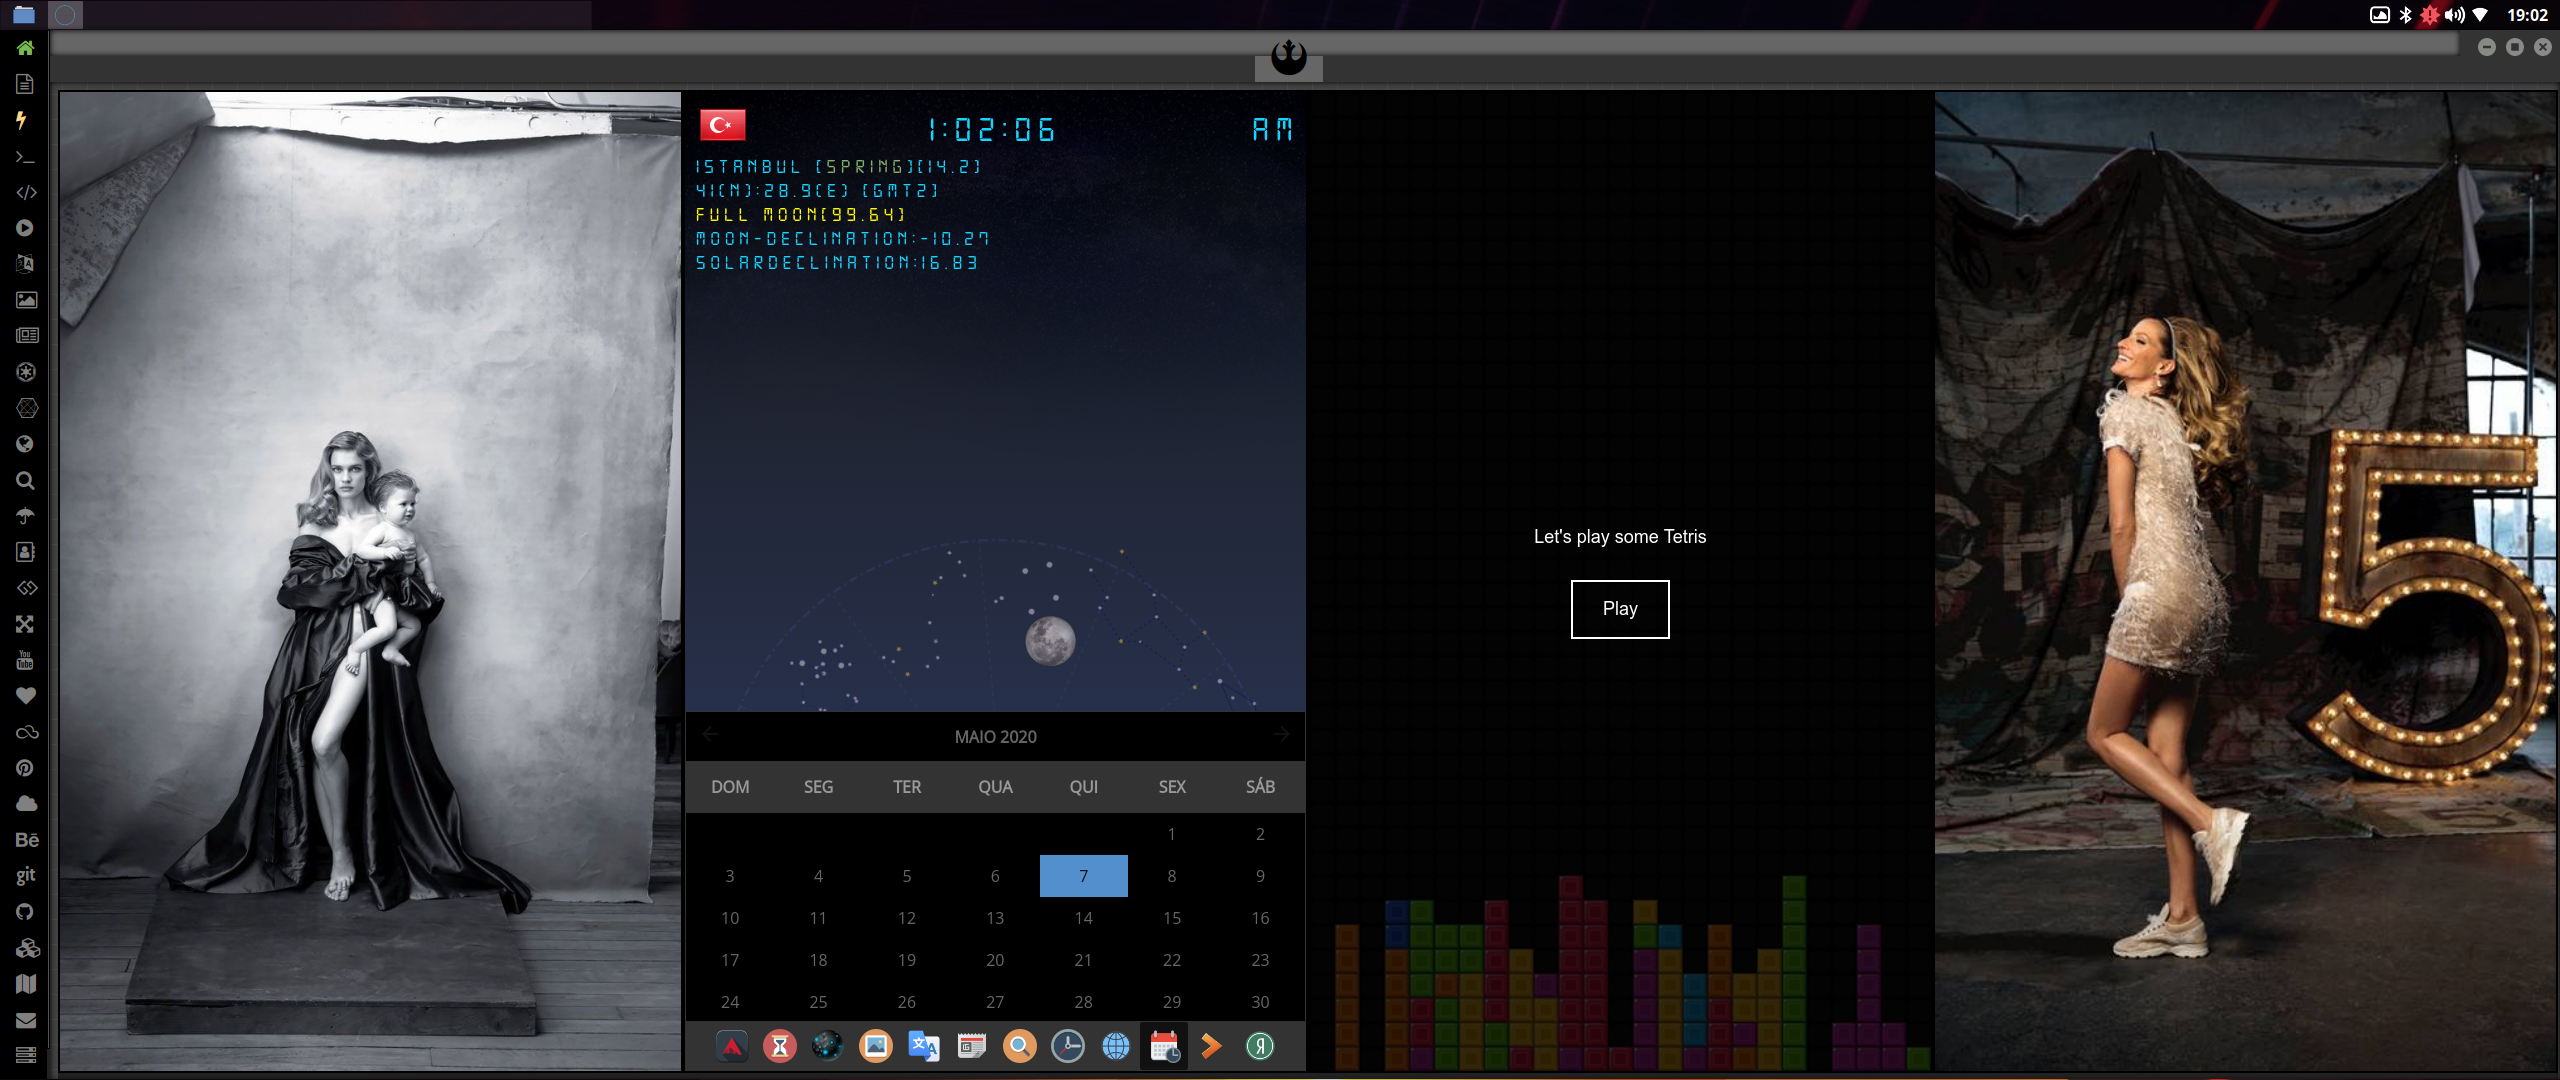 19:02
1:02:06 AM
ISTANBUL [SPRING][14.2]
41(N):28.9(E) [GMT2]
FULL MOON[99.64]
MOON-DECLINATION:-10.27
SOLARDECLINATION:16.83
MAIO 2020
DOM SEG TER QUA QUI SEX SÁB
1 2
3 4 5 6 7 8 9
10 11 12 13 14 15 16
17 18 19 20 21 22 23
24 25 26 27 28 29 30
Let's play some Tetris
Play
5
You
Tube
Bē
git